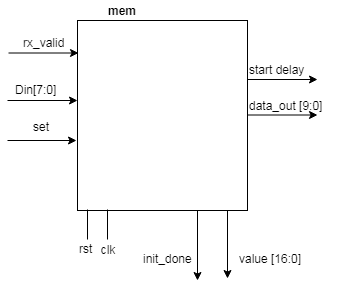 mem
rx_valid
start delay
Din[7:0]
data_out [9:0]
set
rst clk
init_done
value [16:0]